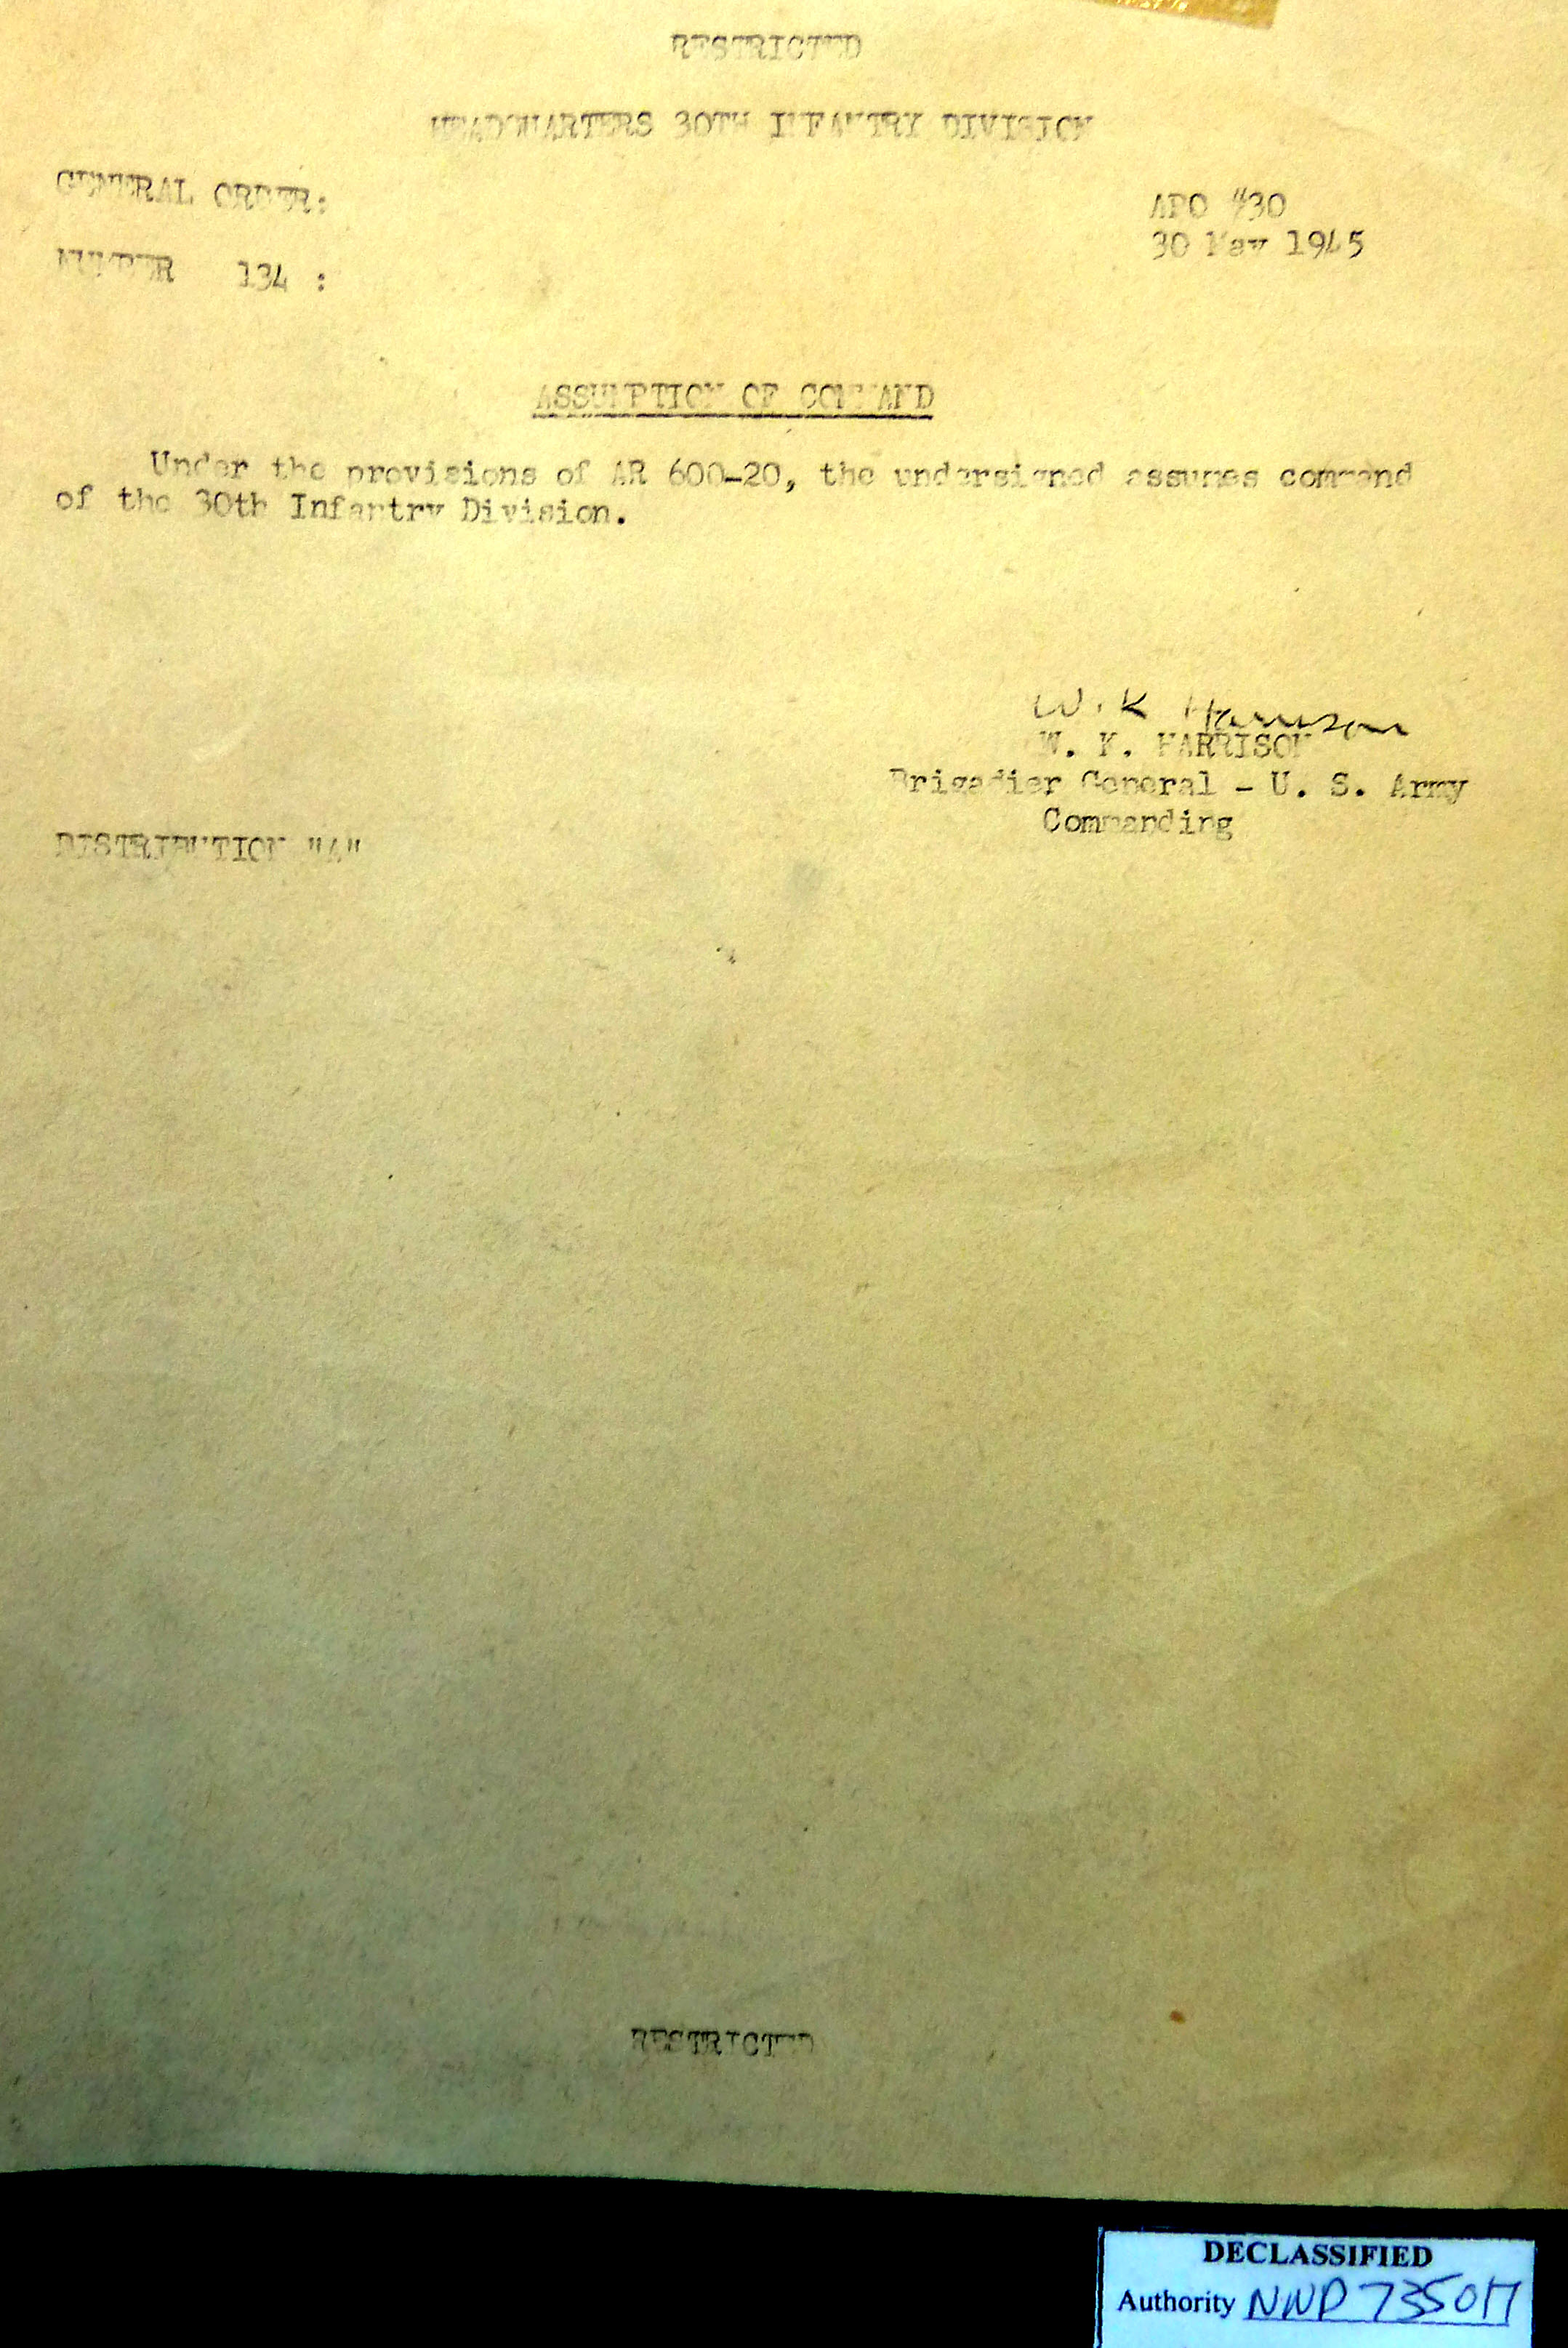 RESTRICTED
HEADQUARTERS 30TH INFANTRY DIVISION
GENERAL ORDER:
APO #30
30 May 1945
NUMBER 134 :
ASSUMPTION OF COMMAND
Under the provisions of AR 600-20, the undersigned assumes command
of the 30th Infantry Division.
W. K Harrison
W. K. HARRISON
Brigadier General - U. S. Army
Commanding
DISTRIBUTION "A"
RESTRICTED
DECLASSIFIED
Authority NND 735017